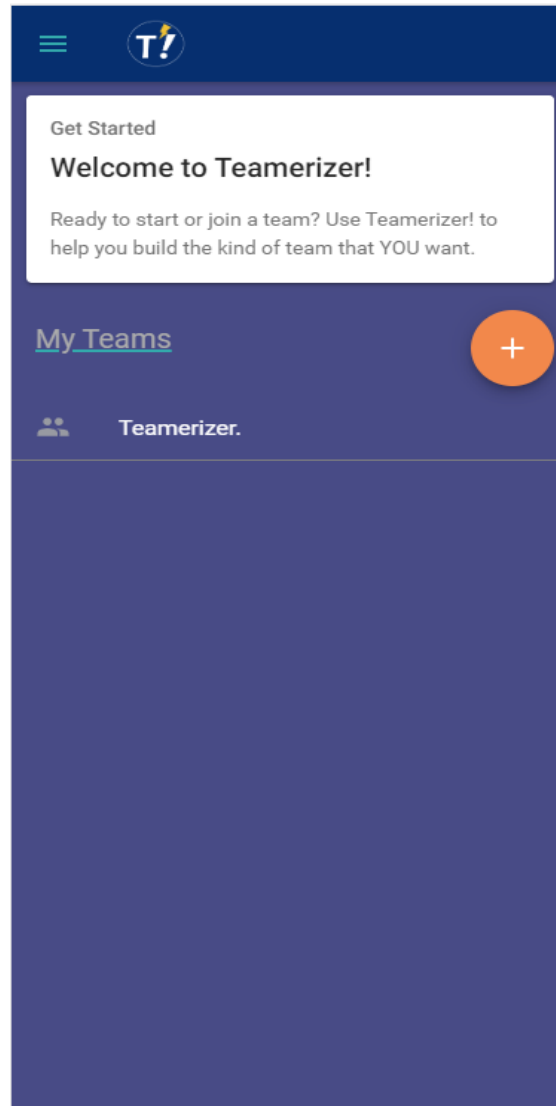 T!
Get Started
Welcome to Teamerizer!
Ready to start or join a team? Use Teamerizer! to
help you build the kind of team that YOU want.
My Teams
+
Teamerizer.